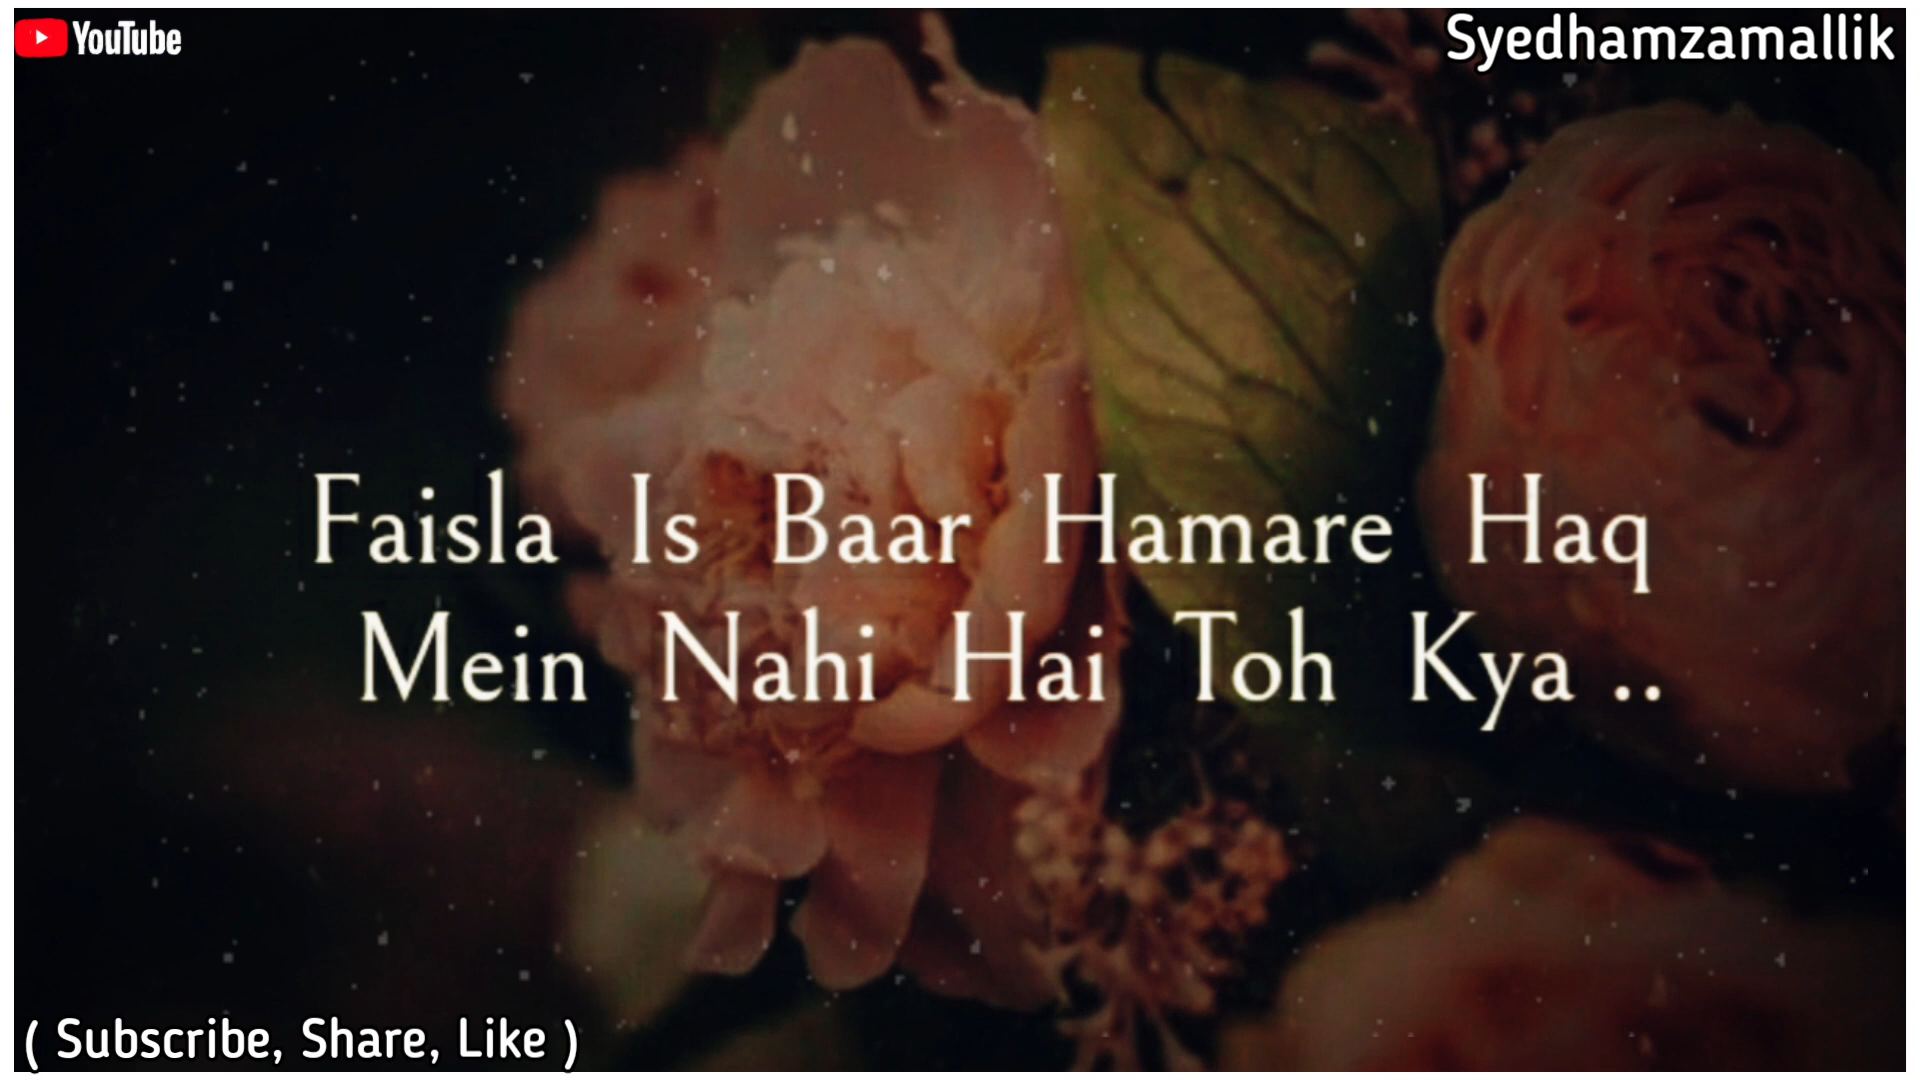 YouTube
Syedhamzamallik
Faisla Is Baar Hamare Haq
Mein Nahi Hai Toh Kya ..
( Subscribe, Share, Like )